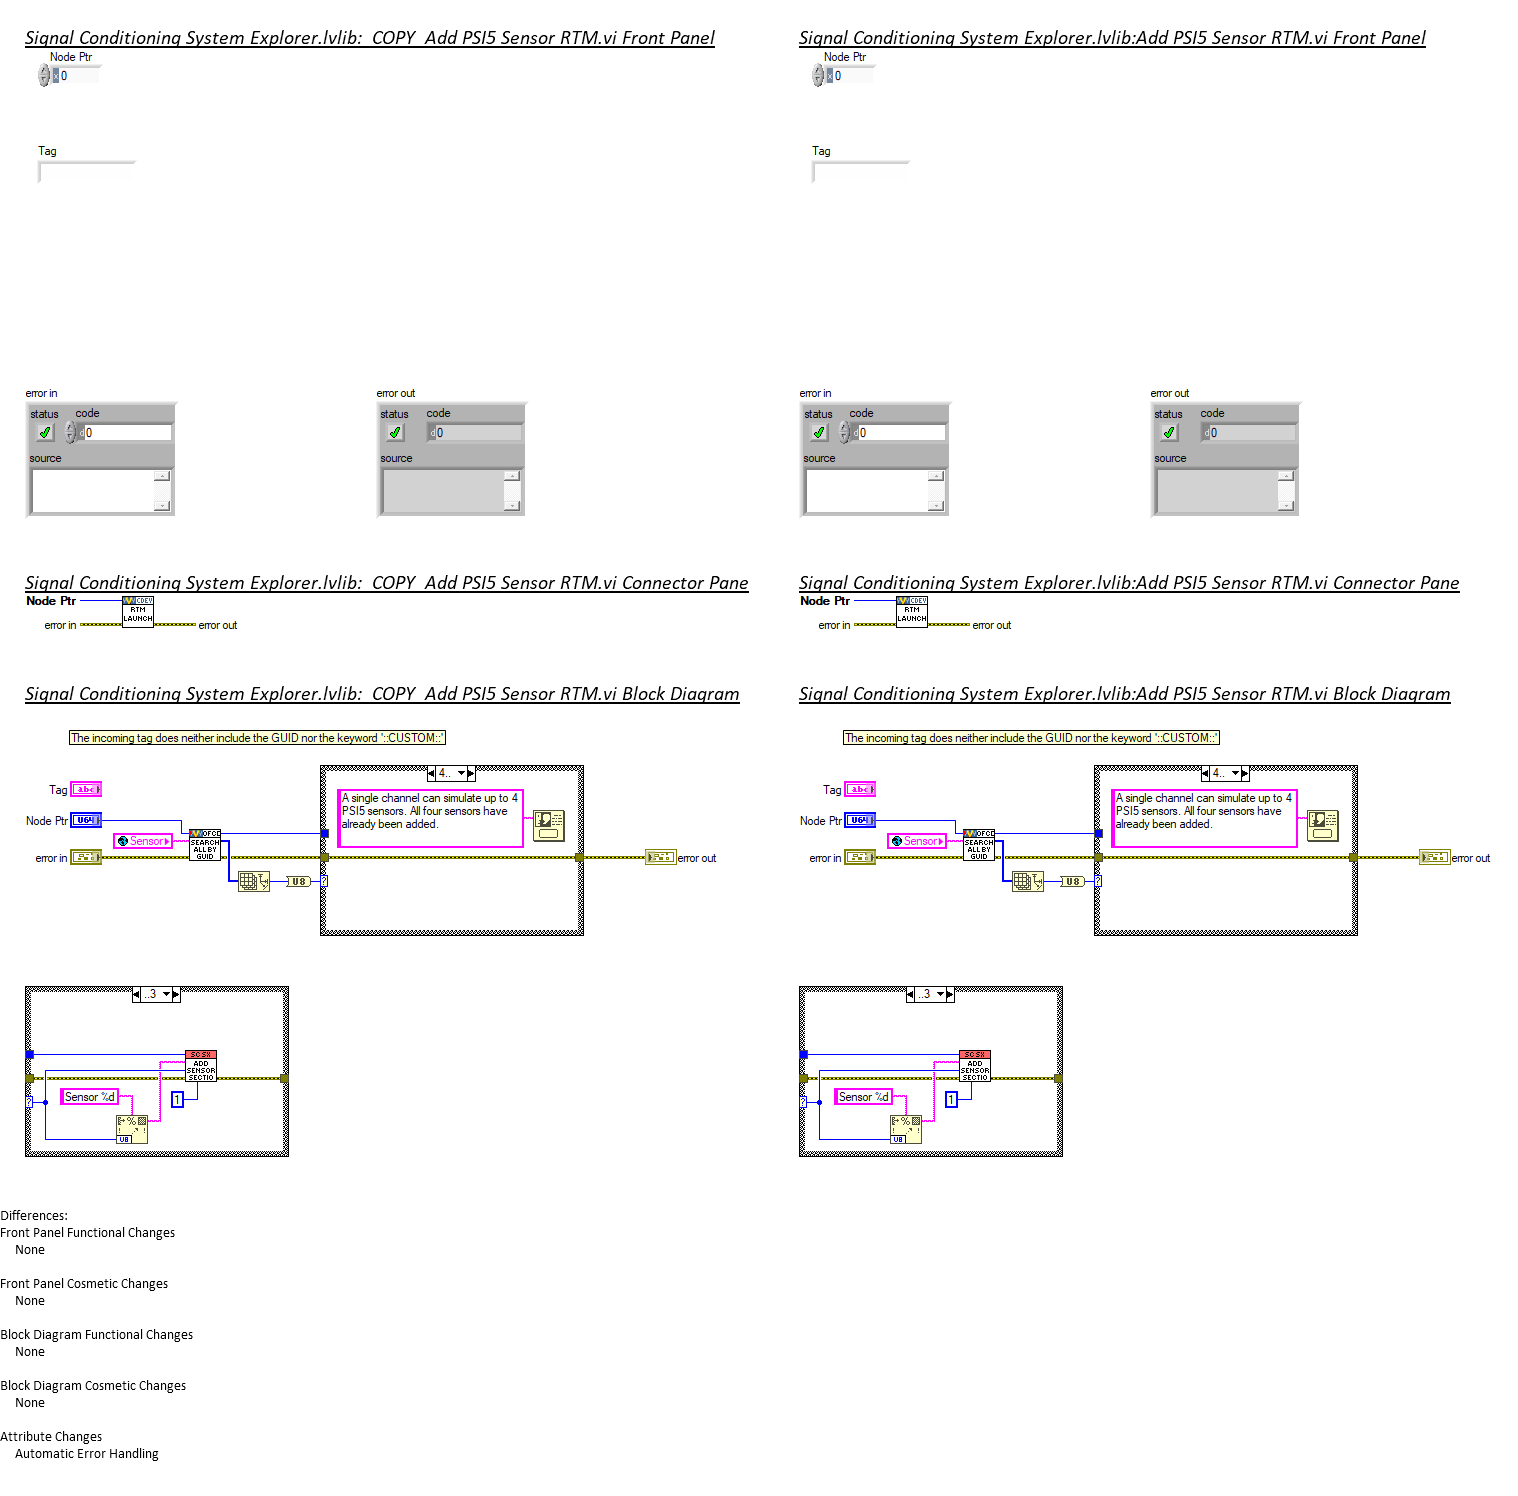 Signal Conditioning System Explorer.lvlib:  COPY  Add PSI5 Sensor RTM.vi Front Panel
Node Ptr
x 0
Tag
error in
status code
d 0
source
error out
status code
d 0
source
Signal Conditioning System Explorer.lvlib:Add PSI5 Sensor RTM.vi Front Panel
Node Ptr
x 0
Tag
error in
status code
d 0
source
error out
status code
d 0
source
Signal Conditioning System Explorer.lvlib:  COPY  Add PSI5 Sensor RTM.vi Connector Pane
Node Ptr
CDEV
RTM
LAUNCH
error in
error out
Signal Conditioning System Explorer.lvlib:Add PSI5 Sensor RTM.vi Connector Pane
Node Ptr
CDEV
RTM
LAUNCH
error in
error out
Signal Conditioning System Explorer.lvlib:  COPY  Add PSI5 Sensor RTM.vi Block Diagram
The incoming tag does neither include the GUID nor the keyword '::CUSTOM::'
Tag abc
Node Ptr U64
Sensor
error in
SEARCH
ALL BY
GUID
U8
?
4..
A single channel can simulate up to 4
PSI5 sensors. All four sensors have
already been added.
error out
..3
SC SX
ADD
SENSOR
SECTIO
?
Sensor %d
1
%
U8
Signal Conditioning System Explorer.lvlib:Add PSI5 Sensor RTM.vi Block Diagram
The incoming tag does neither include the GUID nor the keyword '::CUSTOM::'
Tag abc
Node Ptr U64
Sensor
error in
SEARCH
ALL BY
GUID
U8
?
4..
A single channel can simulate up to 4
PSI5 sensors. All four sensors have
already been added.
error out
..3
SC SX
ADD
SENSOR
SECTIO
?
Sensor %d
1
%
U8
Differences:
Front Panel Functional Changes
None
Front Panel Cosmetic Changes
None
Block Diagram Functional Changes
None
Block Diagram Cosmetic Changes
None
Attribute Changes
Automatic Error Handling